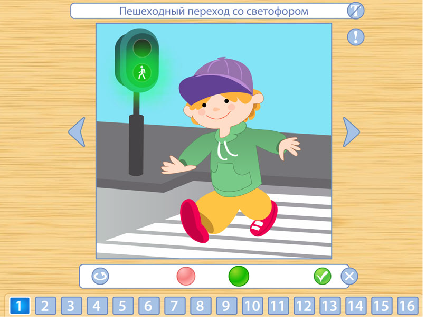 Пешеходный переход со светофором
1 2 3 4 5 6 7 8 9 10 11 12 13 14 15 16